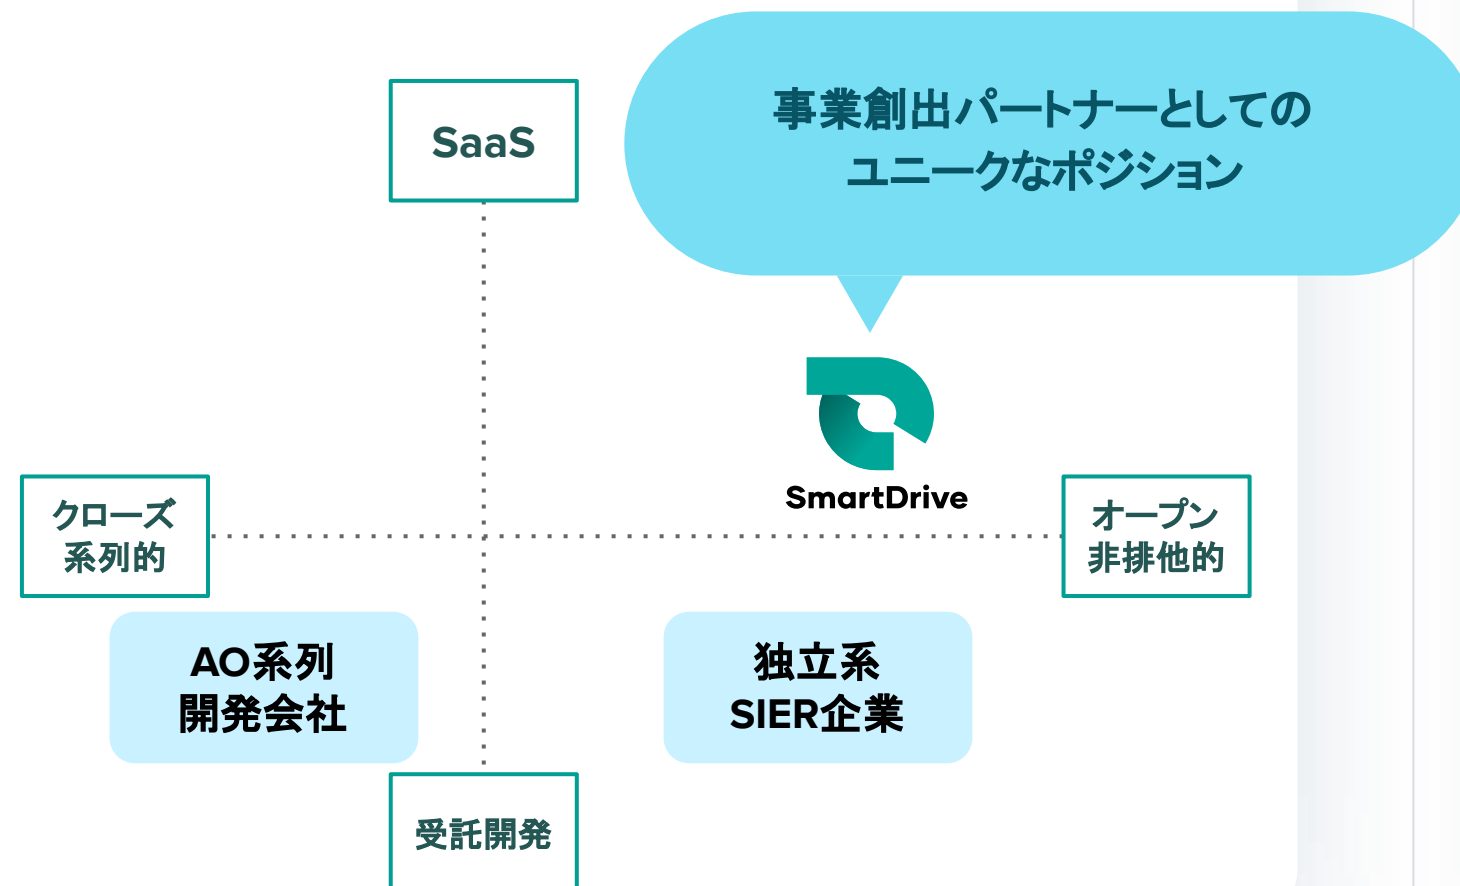 事業創出パートナーとしての
ユニークなポジション
SaaS
SmartDrive
クローズ
系列的
オープン
非排他的
AO系列
開発会社
独立系
SIER企業
受託開発